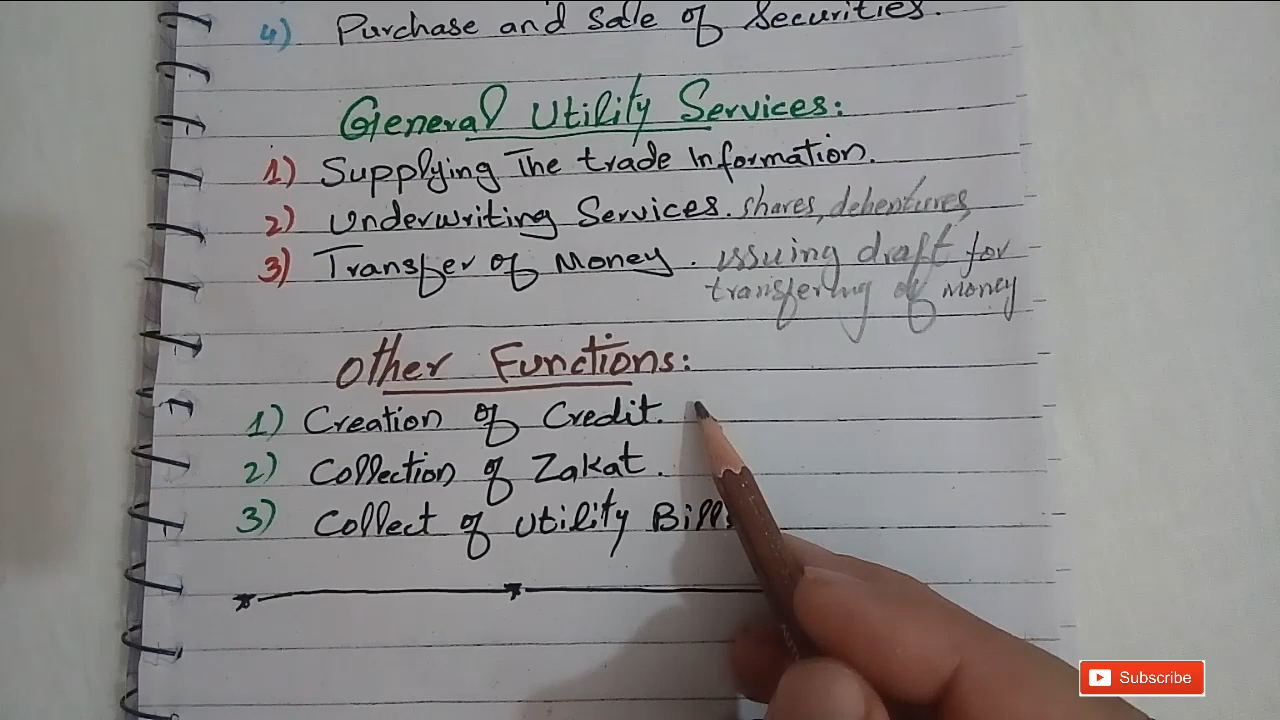 4) Purchase and Sale of Securities.
General Utility Services:
1) Supplying The trade Information.
2) Underwriting Services. shares, debentures,
3) Transfer of Money. issuing draft for
transfering of Money
Other Functions:
1) Creation of Credit.
2) Collection of Zakat.
3) Collect of Utility Bills
Subscribe